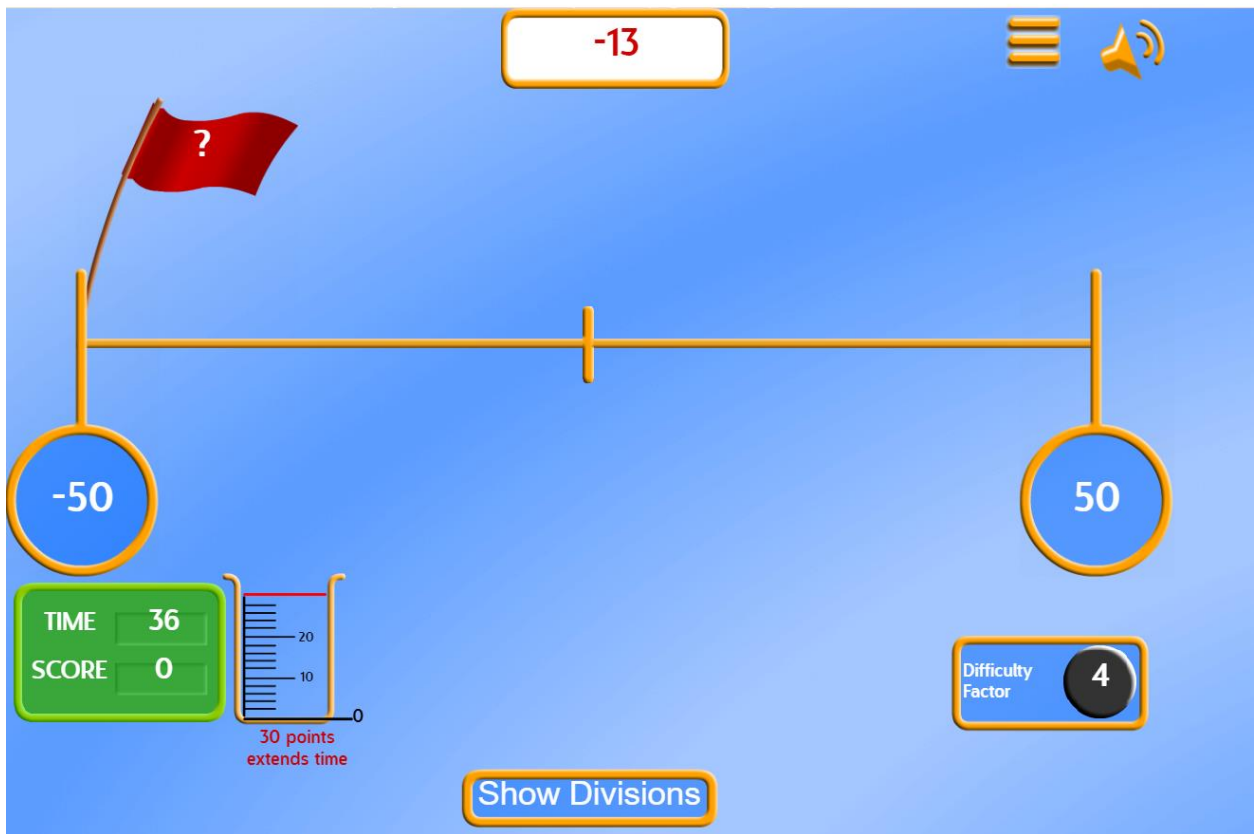 -13
?
-50
50
TIME 36
SCORE 0
20
10
0
30 points
extends time
Difficulty
Factor
4
Show Divisions